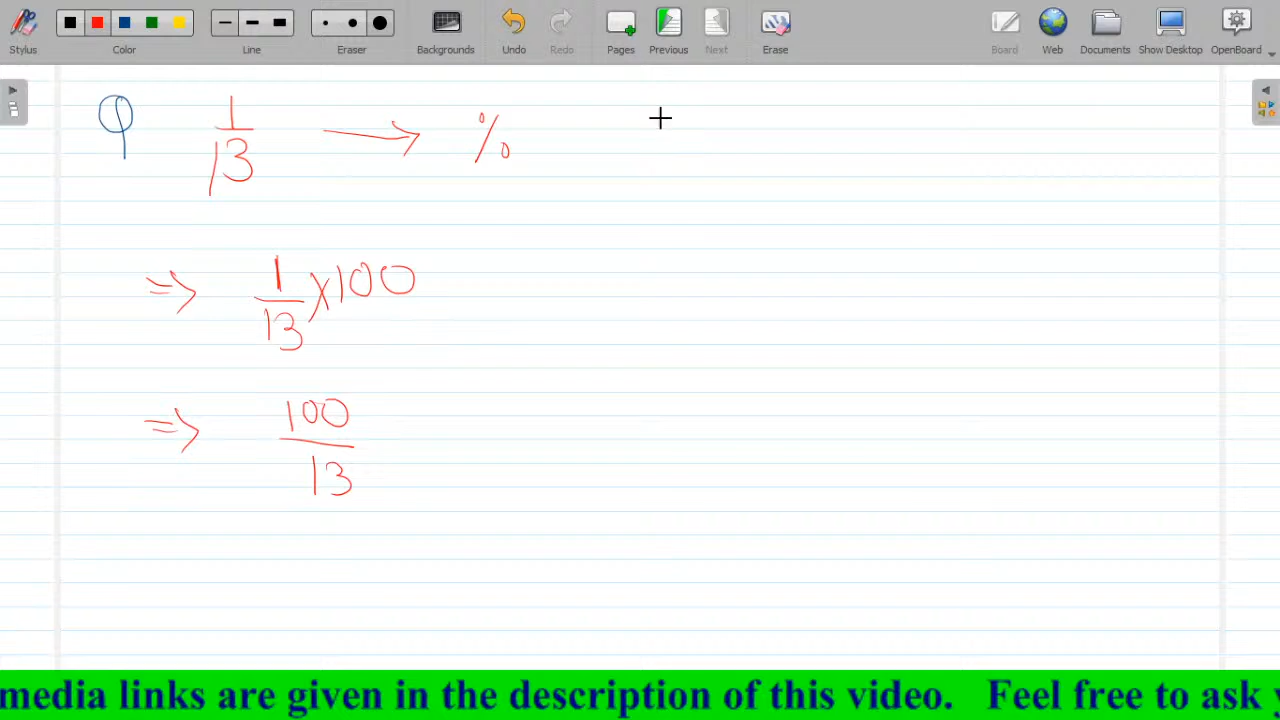 Stylus Color Line Eraser Backgrounds Undo Redo Pages Previous Next Erase Board Web Documents Show Desktop OpenBoard
Q 1/13 → %
⇒ 1/13 × 100
⇒ 100/13
media links are given in the description of this video. Feel free to ask